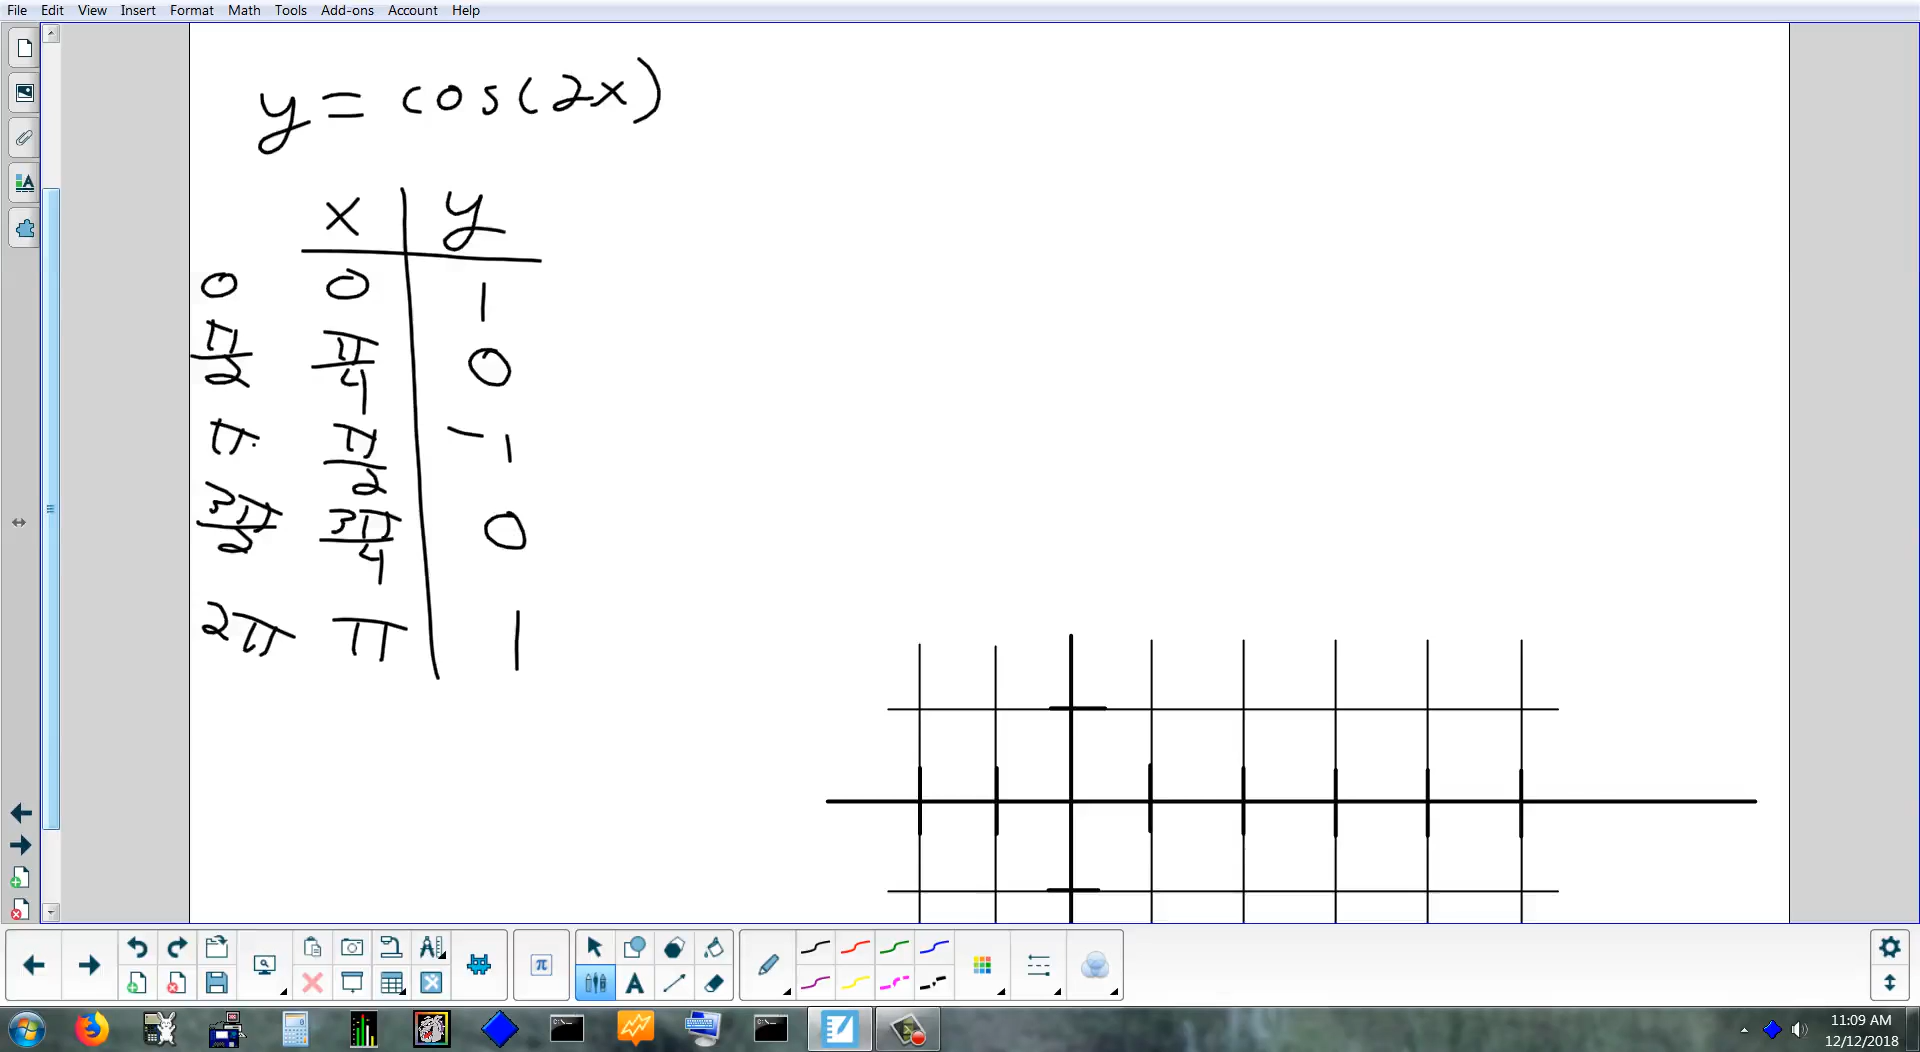 File Edit View Insert Format Math Tools Add-ons Account Help
y = cos(2x)
x y
0 0 1
π/2 π/4 0
π π/2 -1
3π/2 3π/4 0
2π π 1
A
π
A
11:09 AM
12/12/2018